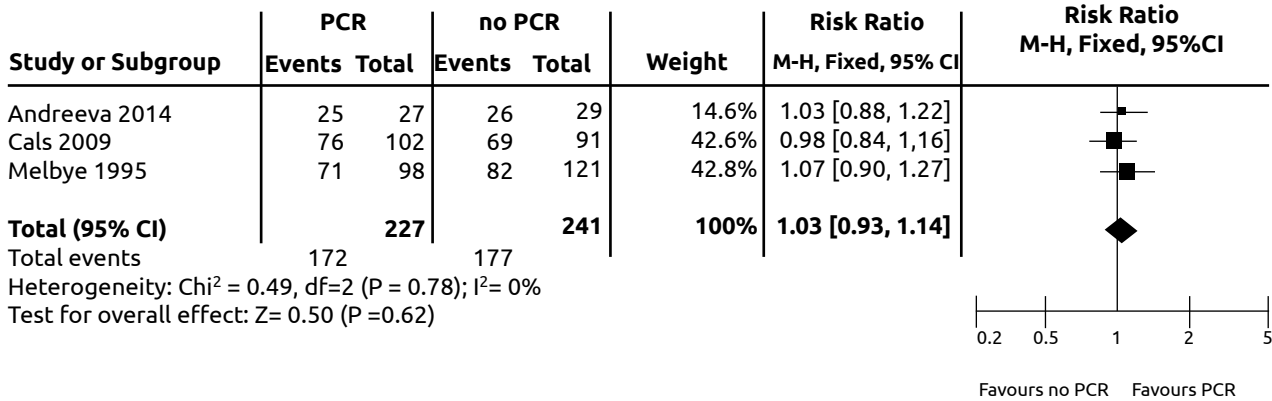 PCR no PCR Risk Ratio Risk Ratio
Study or Subgroup Events Total Events Total Weight M-H, Fixed, 95% CI M-H, Fixed, 95%CI
Andreeva 2014 25 27 26 29 14.6% 1.03 [0.88, 1.22]
Cals 2009 76 102 69 91 42.6% 0.98 [0.84, 1,16]
Melbye 1995 71 98 82 121 42.8% 1.07 [0.90, 1.27]
Total (95% CI) 227 241 100% 1.03 [0.93, 1.14]
Total events 172 177
Heterogeneity: Chi² = 0.49, df=2 (P = 0.78); I²= 0%
Test for overall effect: Z= 0.50 (P =0.62)
0.2 0.5 1 2 5
Favours no PCR Favours PCR